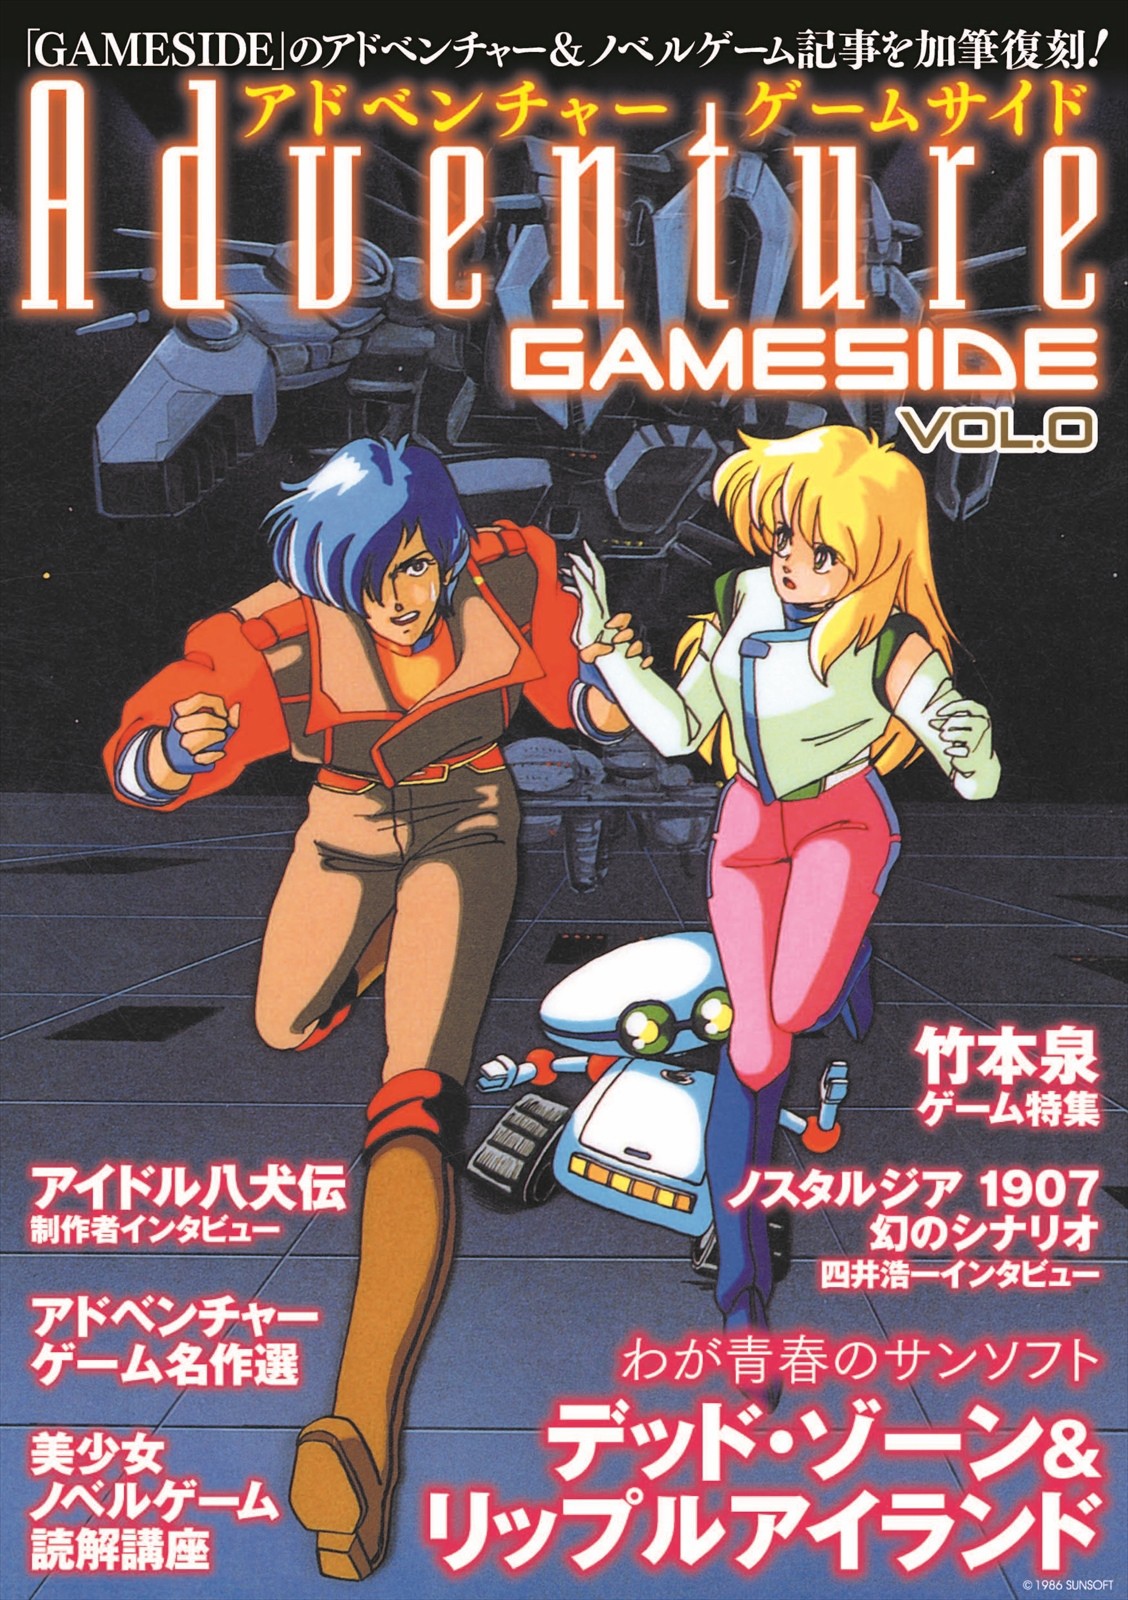 「GAMESIDE」のアドベンチャー&ノベルゲーム記事を加筆復刻!
アドベンチャー ゲームサイド
Adventure
GAMESIDE
VOL.0
竹本泉
ゲーム特集
アイドル八犬伝
制作者インタビュー
ノスタルジア 1907
幻のシナリオ
四井浩一インタビュー
アドベンチャー
ゲーム名作選
わが青春のサンソフト
デッド・ゾーン&
リップルアイランド
美少女
ノベルゲーム
読解講座
© 1986 SUNSOFT